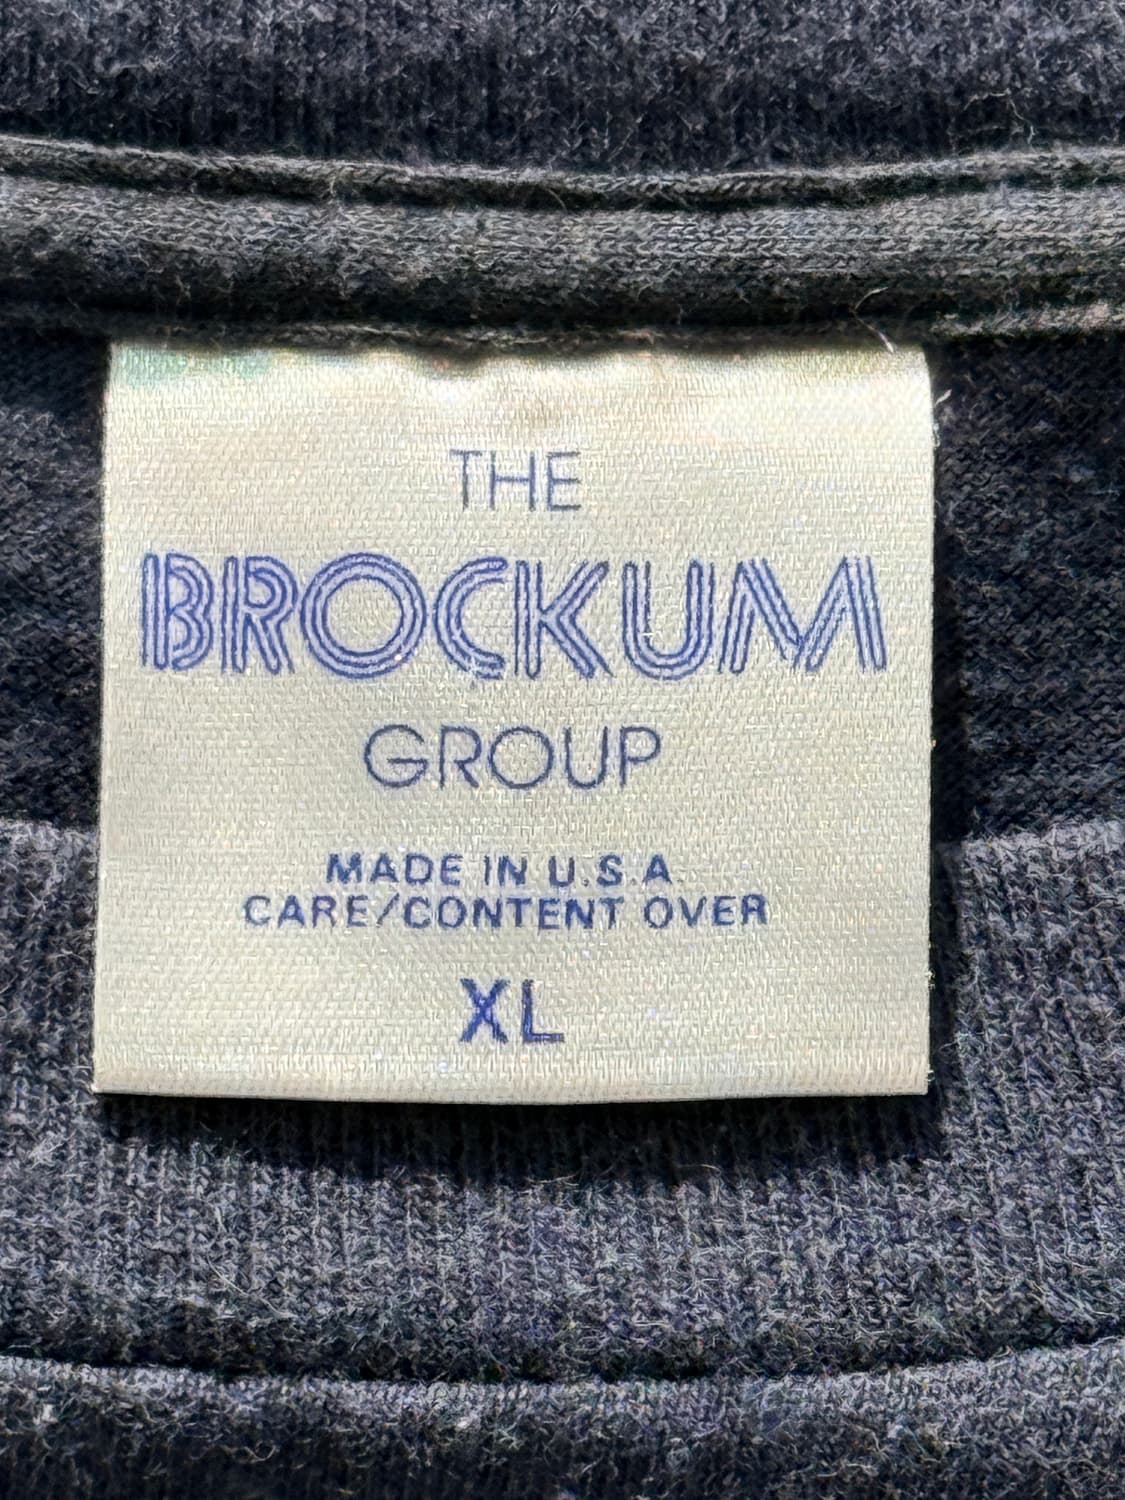 THE
BROCKUM
GROUP
MADE IN U.S.A.
CARE/CONTENT OVER
XL